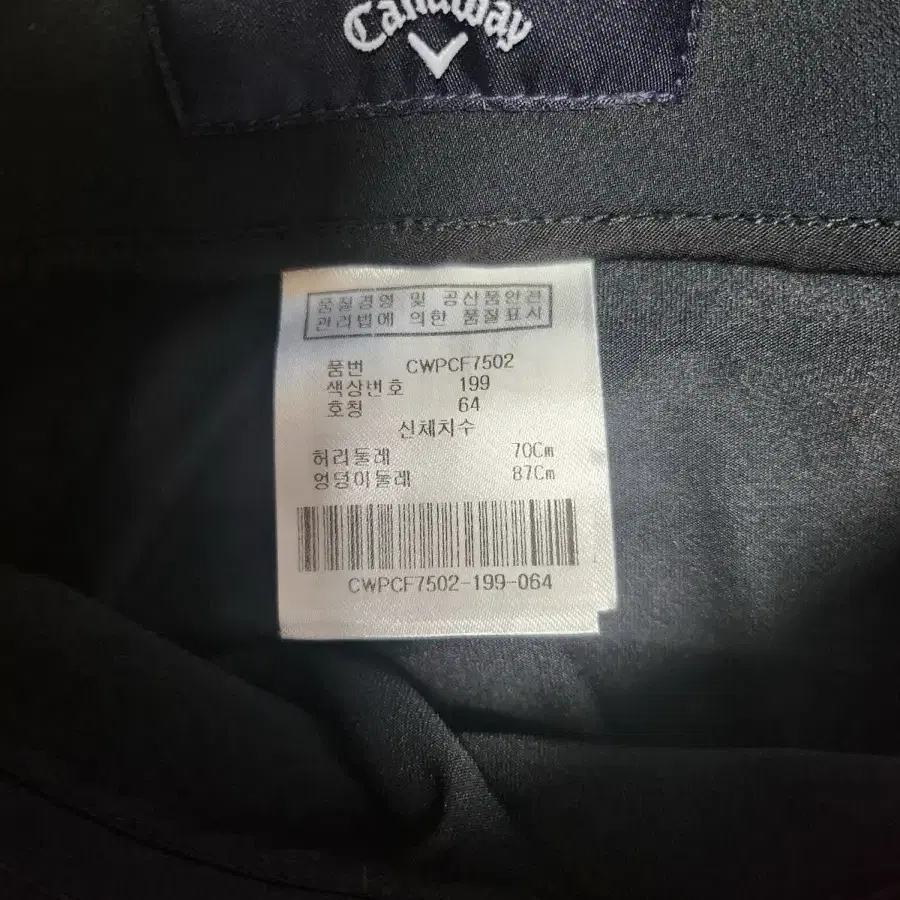 Callaway
품질경영 및 공산품안전
관리법에 의한 품질표시
품번 CWPCF7502
색상번호 199
호칭 64
신체치수
허리둘레 70Cm
엉덩이둘레 87Cm
CWPCF7502-199-064